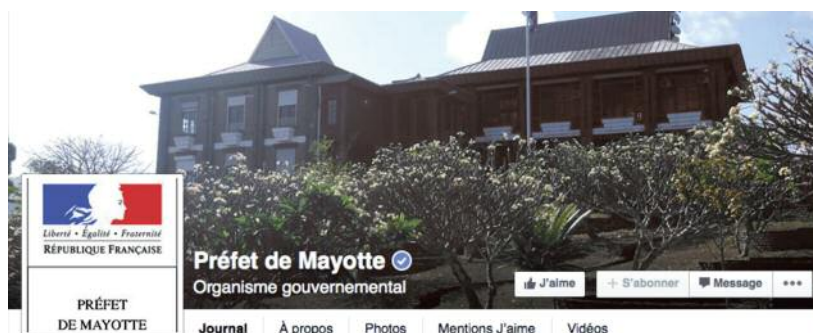 Liberté • Égalité • Fraternité
RÉPUBLIQUE FRANÇAISE
PRÉFET
DE MAYOTTE
Préfet de Mayotte
Organisme gouvernemental
J'aime
+ S'abonner
Message
Journal
À propos
Photos
Mentions J'aime
Vidéos